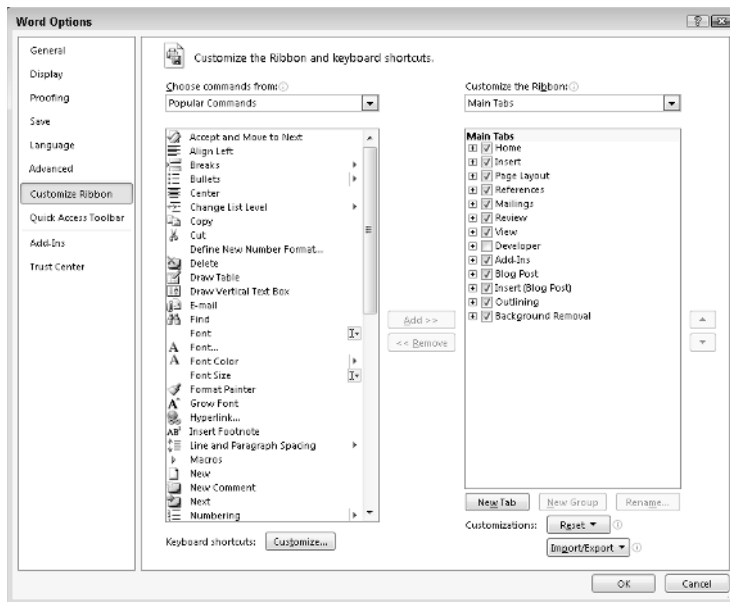 Word Options
General
Display
Proofing
Save
Language
Advanced
Customize Ribbon
Quick Access Toolbar
Add-Ins
Trust Center
Customize the Ribbon and keyboard shortcuts.
Choose commands from:
Popular Commands
Accept and Move to Next
Align Left
Breaks
Bullets
Center
Change List Level
Copy
Cut
Define New Number Format...
Delete
Draw Table
Draw Vertical Text Box
E-mail
Find
Font
Font...
Font Color
Font Size
Format Painter
Grow Font
Hyperlink...
Insert Footnote
Line and Paragraph Spacing
Macros
New
New Comment
Next
Numbering
Keyboard shortcuts: Customize...
Add >>
<< Remove
Customize the Ribbon:
Main Tabs
Main Tabs
Home
Insert
Page Layout
References
Mailings
Review
View
Developer
Add-Ins
Blog Post
Insert (Blog Post)
Outlining
Background Removal
New Tab New Group Rename...
Customizations: Reset
Import/Export
OK Cancel